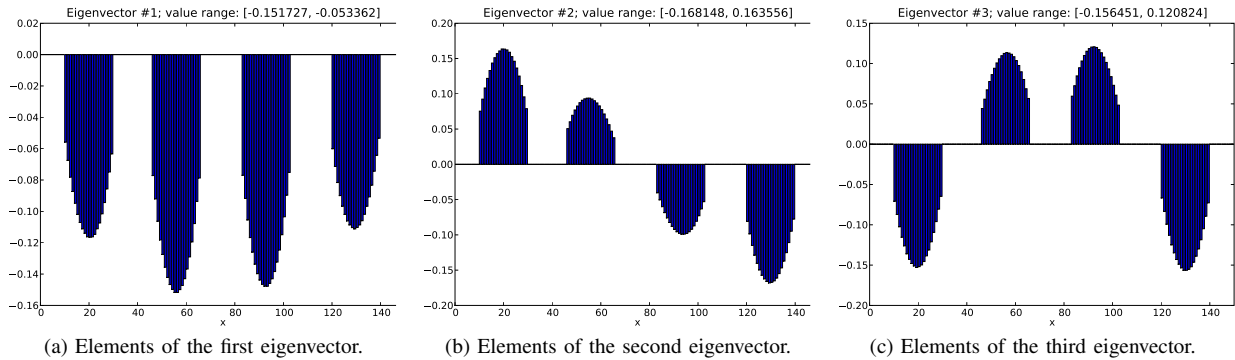 Eigenvector #1; value range: [-0.151727, -0.053362]
0.02
0.00
−0.02
−0.04
−0.06
−0.08
−0.10
−0.12
−0.14
−0.16
0 20 40 60 80 100 120 140
x
(a) Elements of the first eigenvector.
Eigenvector #2; value range: [-0.168148, 0.163556]
0.20
0.15
0.10
0.05
0.00
−0.05
−0.10
−0.15
−0.20
0 20 40 60 80 100 120 140
x
(b) Elements of the second eigenvector.
Eigenvector #3; value range: [-0.156451, 0.120824]
0.15
0.10
0.05
0.00
−0.05
−0.10
−0.15
−0.20
0 20 40 60 80 100 120 140
x
(c) Elements of the third eigenvector.